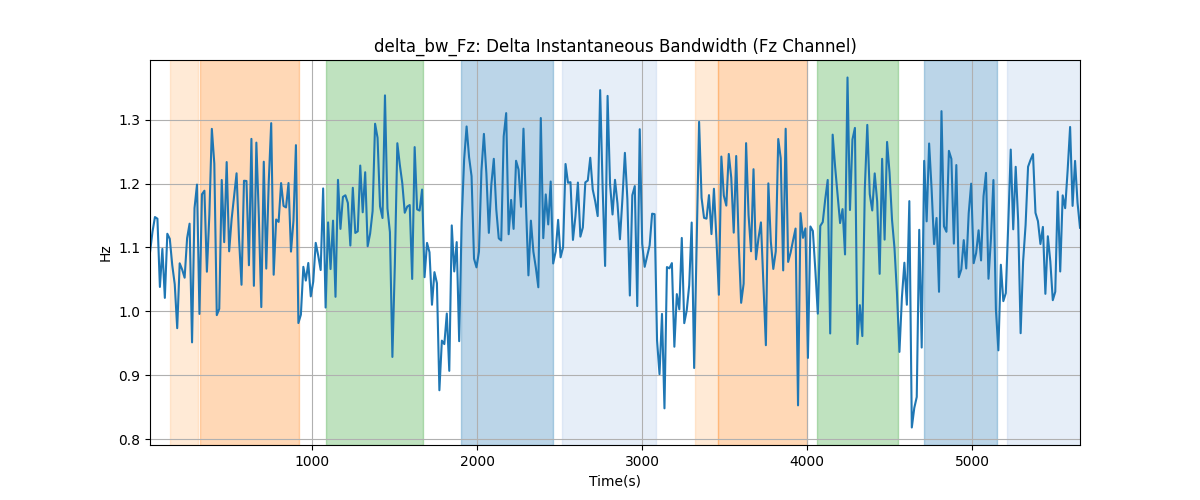 delta_bw_Fz: Delta Instantaneous Bandwidth (Fz Channel)
1.3
1.2
1.1
1.0
0.9
0.8
Hz
1000 2000 3000 4000 5000
Time(s)